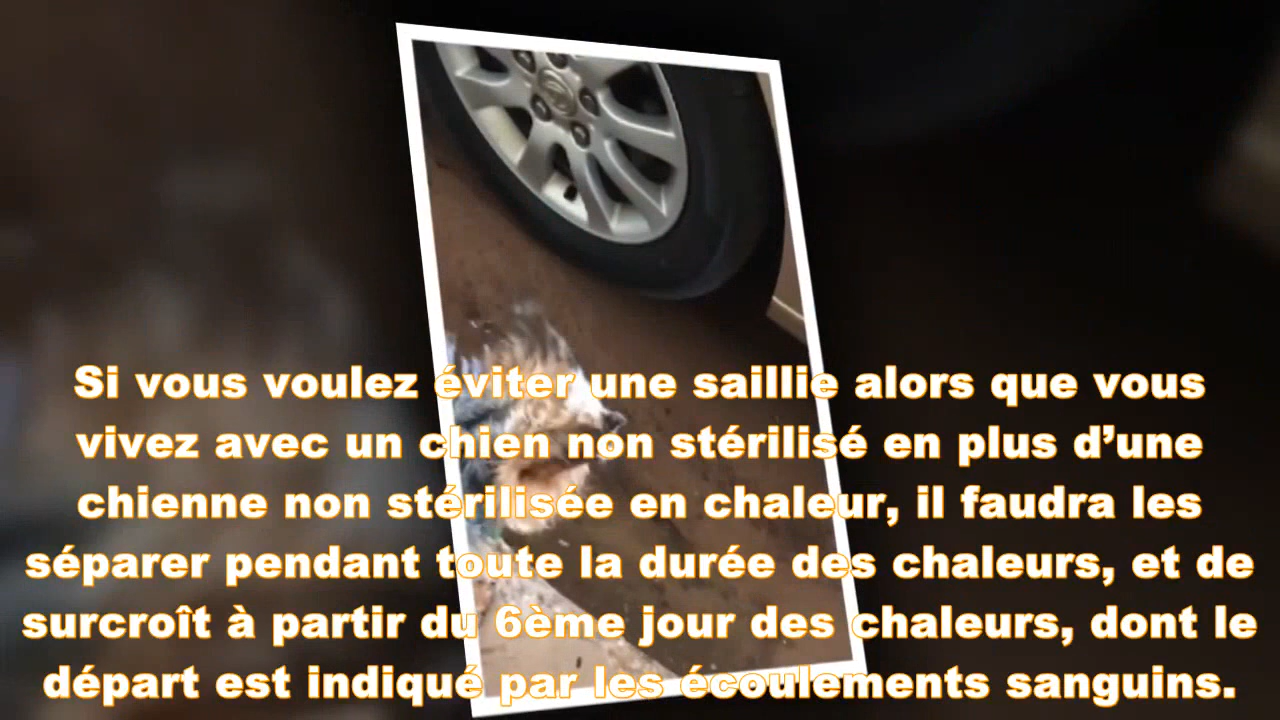 Si vous voulez éviter une saillie alors que vous
vivez avec un chien non stérilisé en plus d’une
chienne non stérilisée en chaleur, il faudra les
séparer pendant toute la durée des chaleurs, et de
surcroît à partir du 6ème jour des chaleurs, dont le
départ est indiqué par les écoulements sanguins.